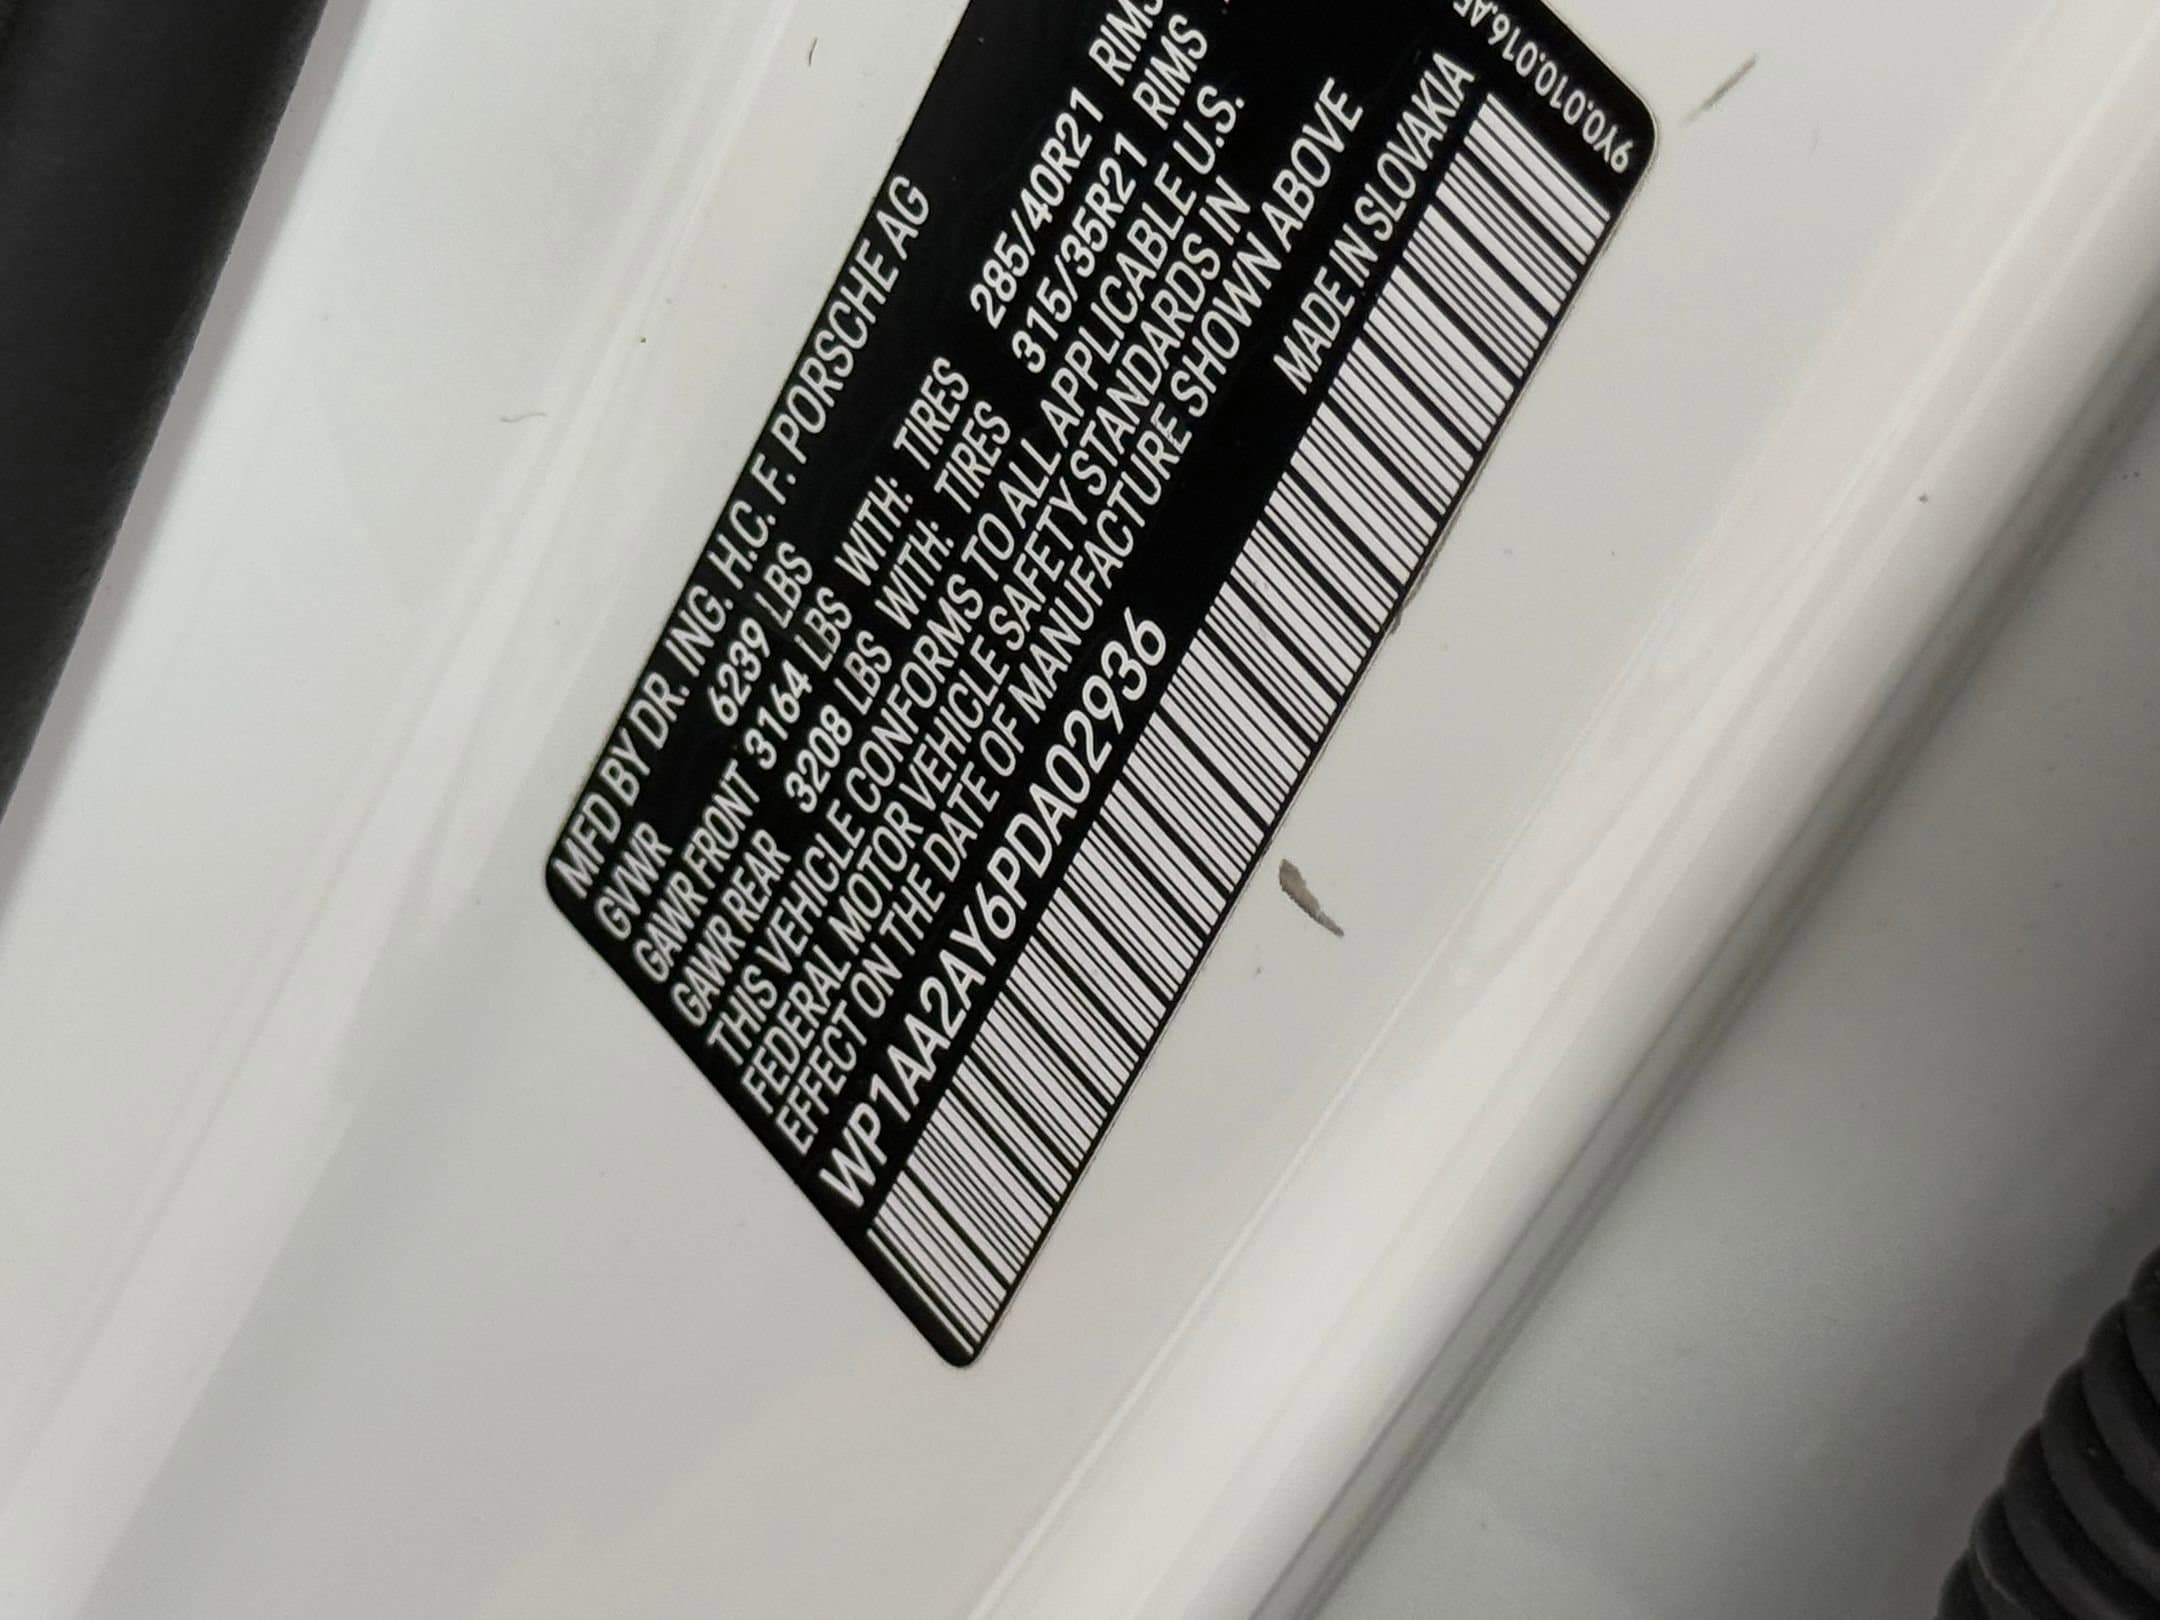 MFD BY DR. ING. H.C. F. PORSCHE AG
GVWR 6239 LBS
GAWR FRONT 3164 LBS WITH: TIRES 285/40R21 RIMS
GAWR REAR 3208 LBS WITH: TIRES 315/35R21 RIMS
THIS VEHICLE CONFORMS TO ALL APPLICABLE U.S.
FEDERAL MOTOR VEHICLE SAFETY STANDARDS IN
EFFECT ON THE DATE OF MANUFACTURE SHOWN ABOVE
WP1AA2AY6PDA02936
MADE IN SLOVAKIA